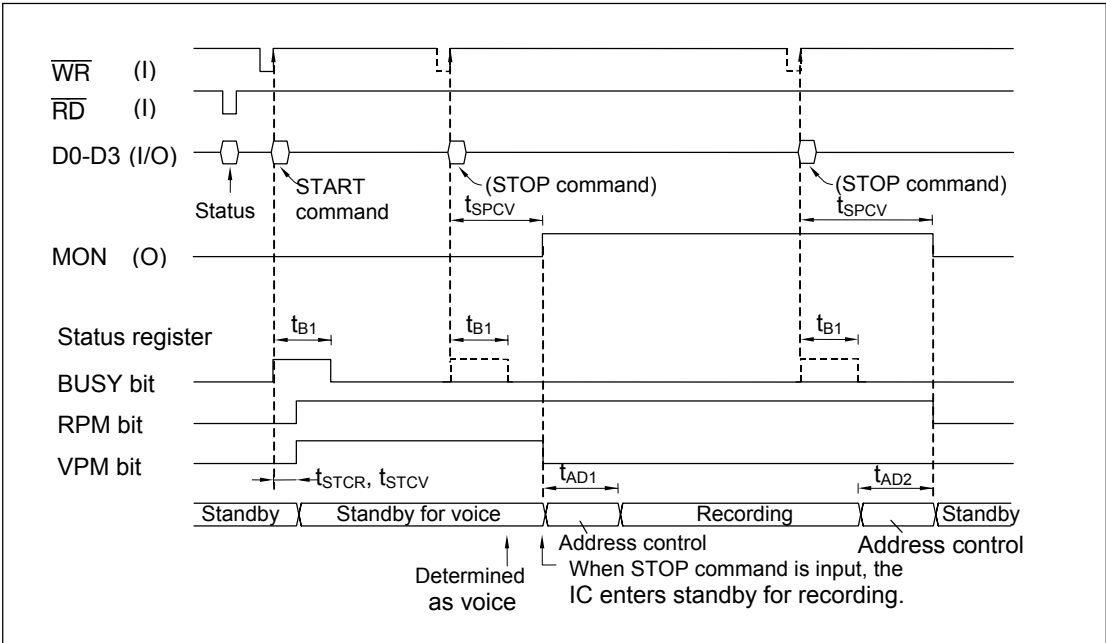 WR (I)
RD (I)
D0-D3 (I/O)
Status
START
command
(STOP command)
(STOP command)
tSPCV
tSPCV
MON (O)
Status register
tB1
tB1
tB1
BUSY bit
RPM bit
VPM bit
tSTCR, tSTCV
tAD1
tAD2
Standby
Standby for voice
Recording
Standby
Address control
Address control
Determined
as voice
When STOP command is input, the
IC enters standby for recording.